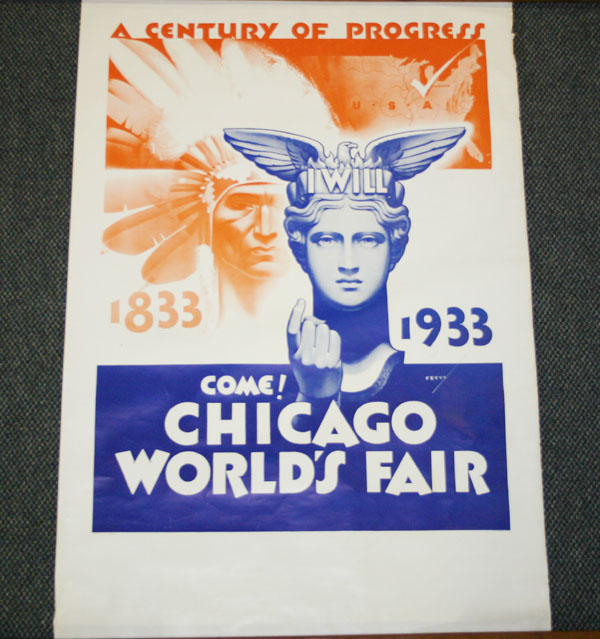 A CENTURY OF PROGRESS
U·S·A
I WILL
1833
1933
COME!
CHICAGO
WORLD'S FAIR